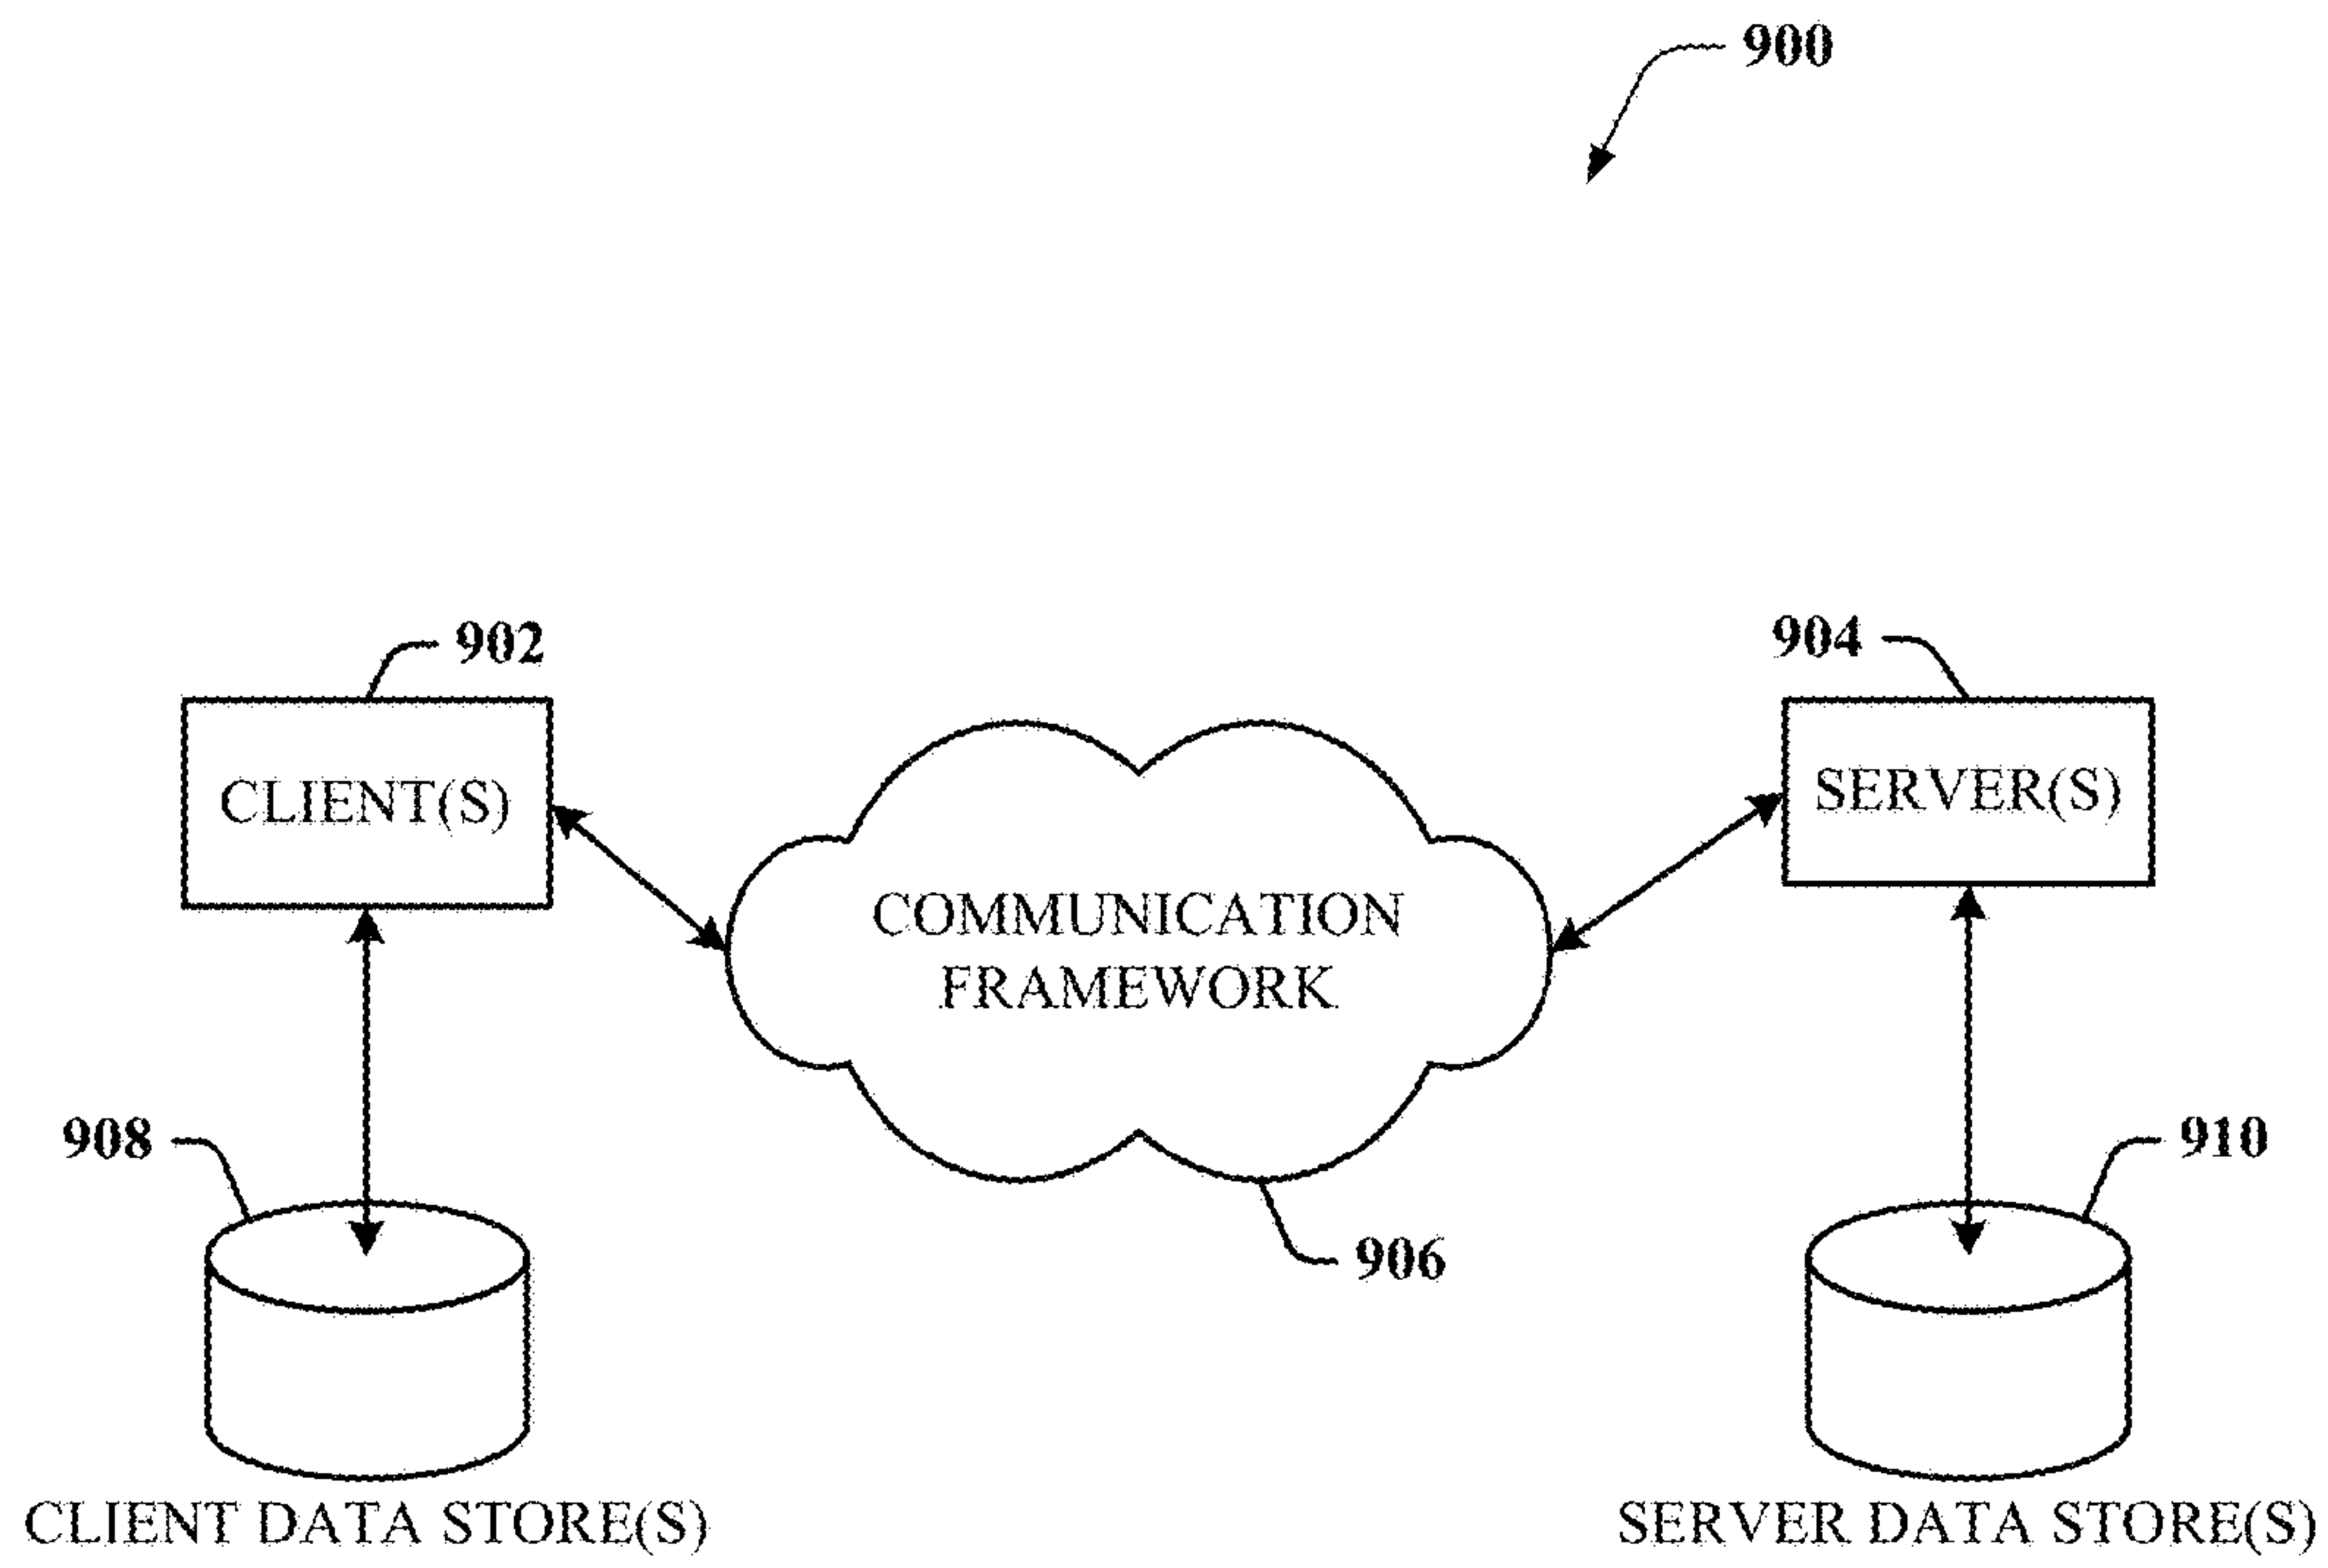 900
902
904
CLIENT(S)
SERVER(S)
COMMUNICATION
FRAMEWORK
908
910
906
CLIENT DATA STORE(S)
SERVER DATA STORE(S)